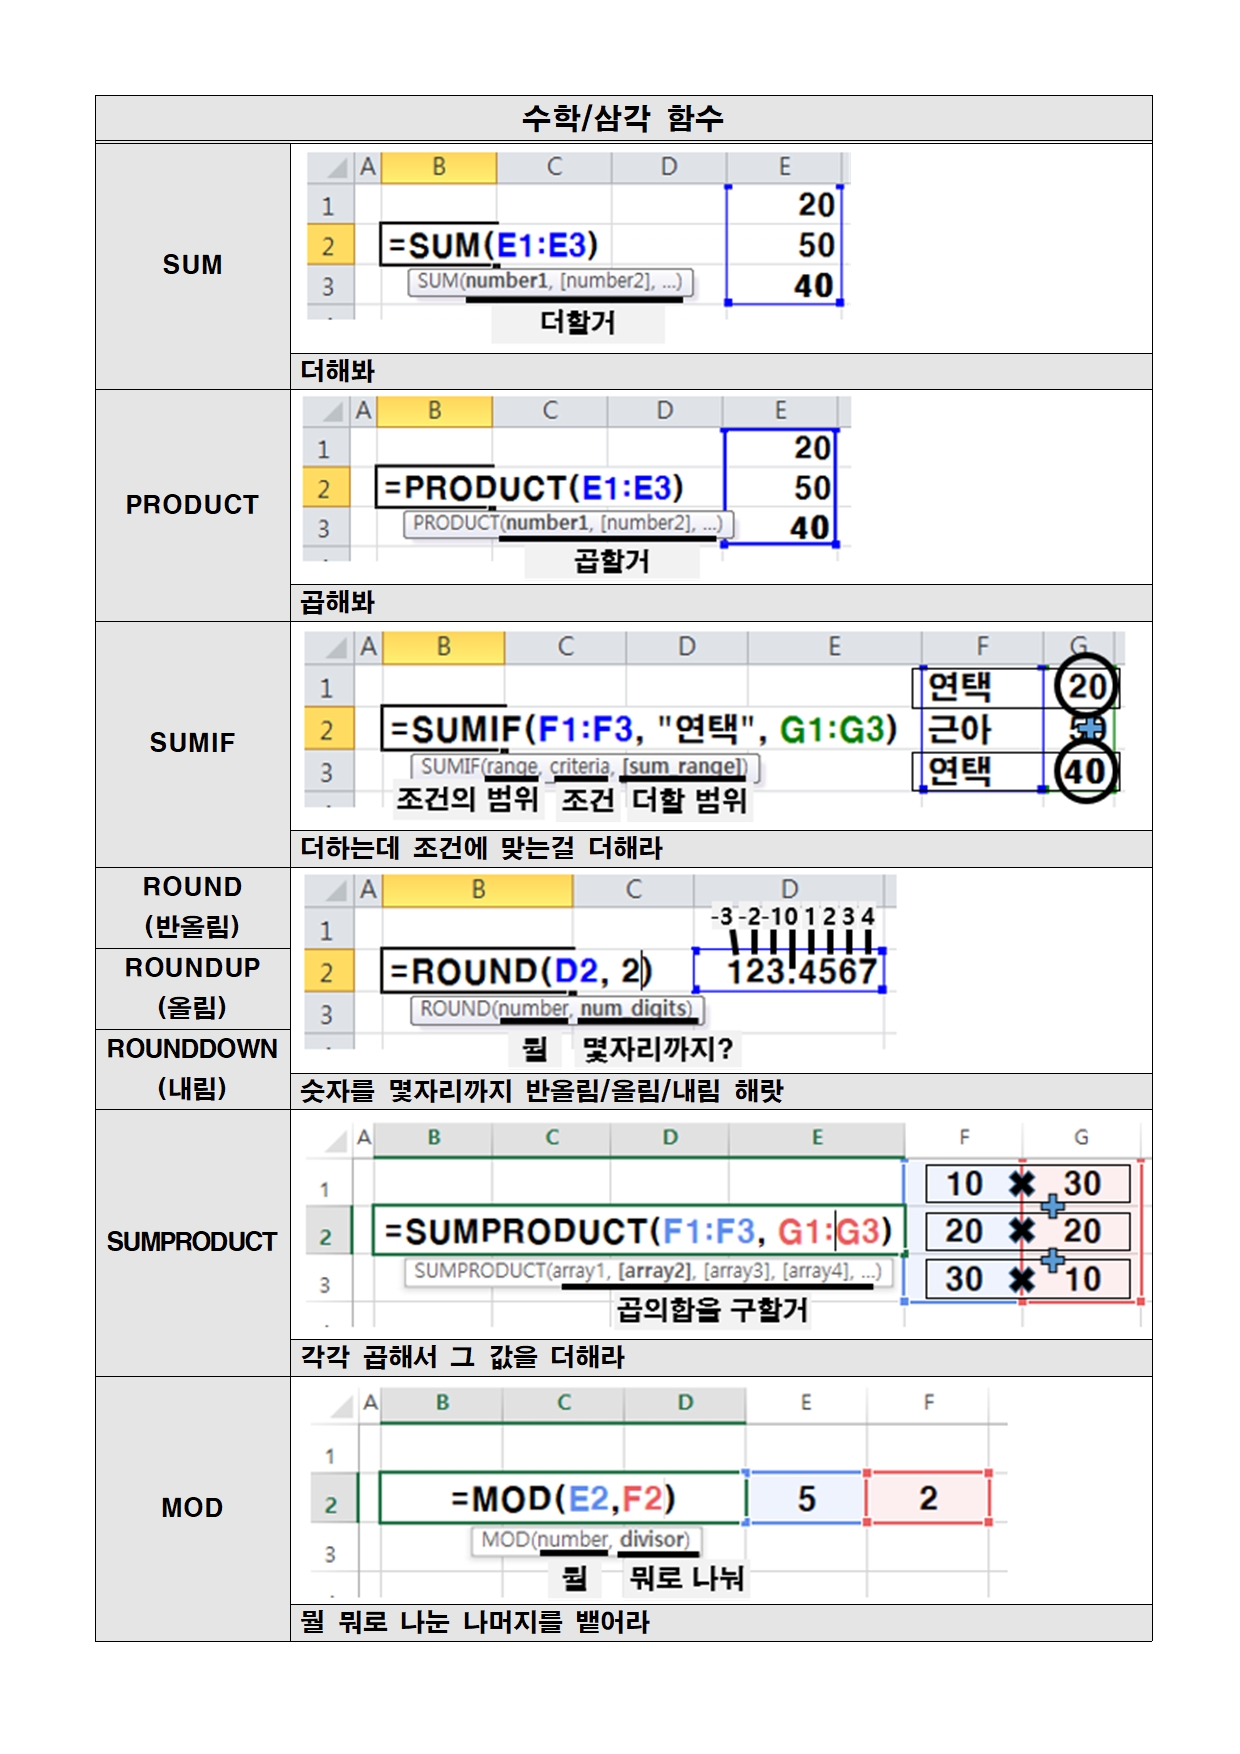 수학/삼각 함수
SUM
A B C D E
1 20
2 =SUM(E1:E3) 50
3 SUM(number1, [number2], ...) 40
더할거
더해봐
PRODUCT
A B C D E
1 20
2 =PRODUCT(E1:E3) 50
3 PRODUCT(number1, [number2], ...) 40
곱할거
곱해봐
SUMIF
A B C D E F G
1 연택 20
2 =SUMIF(F1:F3, "연택", G1:G3) 근아 50
3 SUMIF(range, criteria, [sum_range]) 연택 40
조건의 범위 조건 더할 범위
더하는데 조건에 맞는걸 더해라
ROUND
(반올림)
ROUNDUP
(올림)
ROUNDDOWN
(내림)
A B C D
1 -3 -2 -1 0 1 2 3 4
2 =ROUND(D2, 2) 123.4567
3 ROUND(number, num_digits)
뭘 몇자리까지?
숫자를 몇자리까지 반올림/올림/내림 해랏
SUMPRODUCT
A B C D E F G
1 10 30
2 =SUMPRODUCT(F1:F3, G1:G3) 20 20
3 SUMPRODUCT(array1, [array2], [array3], [array4], ...) 30 10
곱의합을 구할거
각각 곱해서 그 값을 더해라
MOD
A B C D E F
1
2 =MOD(E2,F2) 5 2
3 MOD(number, divisor)
뭘 뭐로 나눠
뭘 뭐로 나눈 나머지를 뱉어라